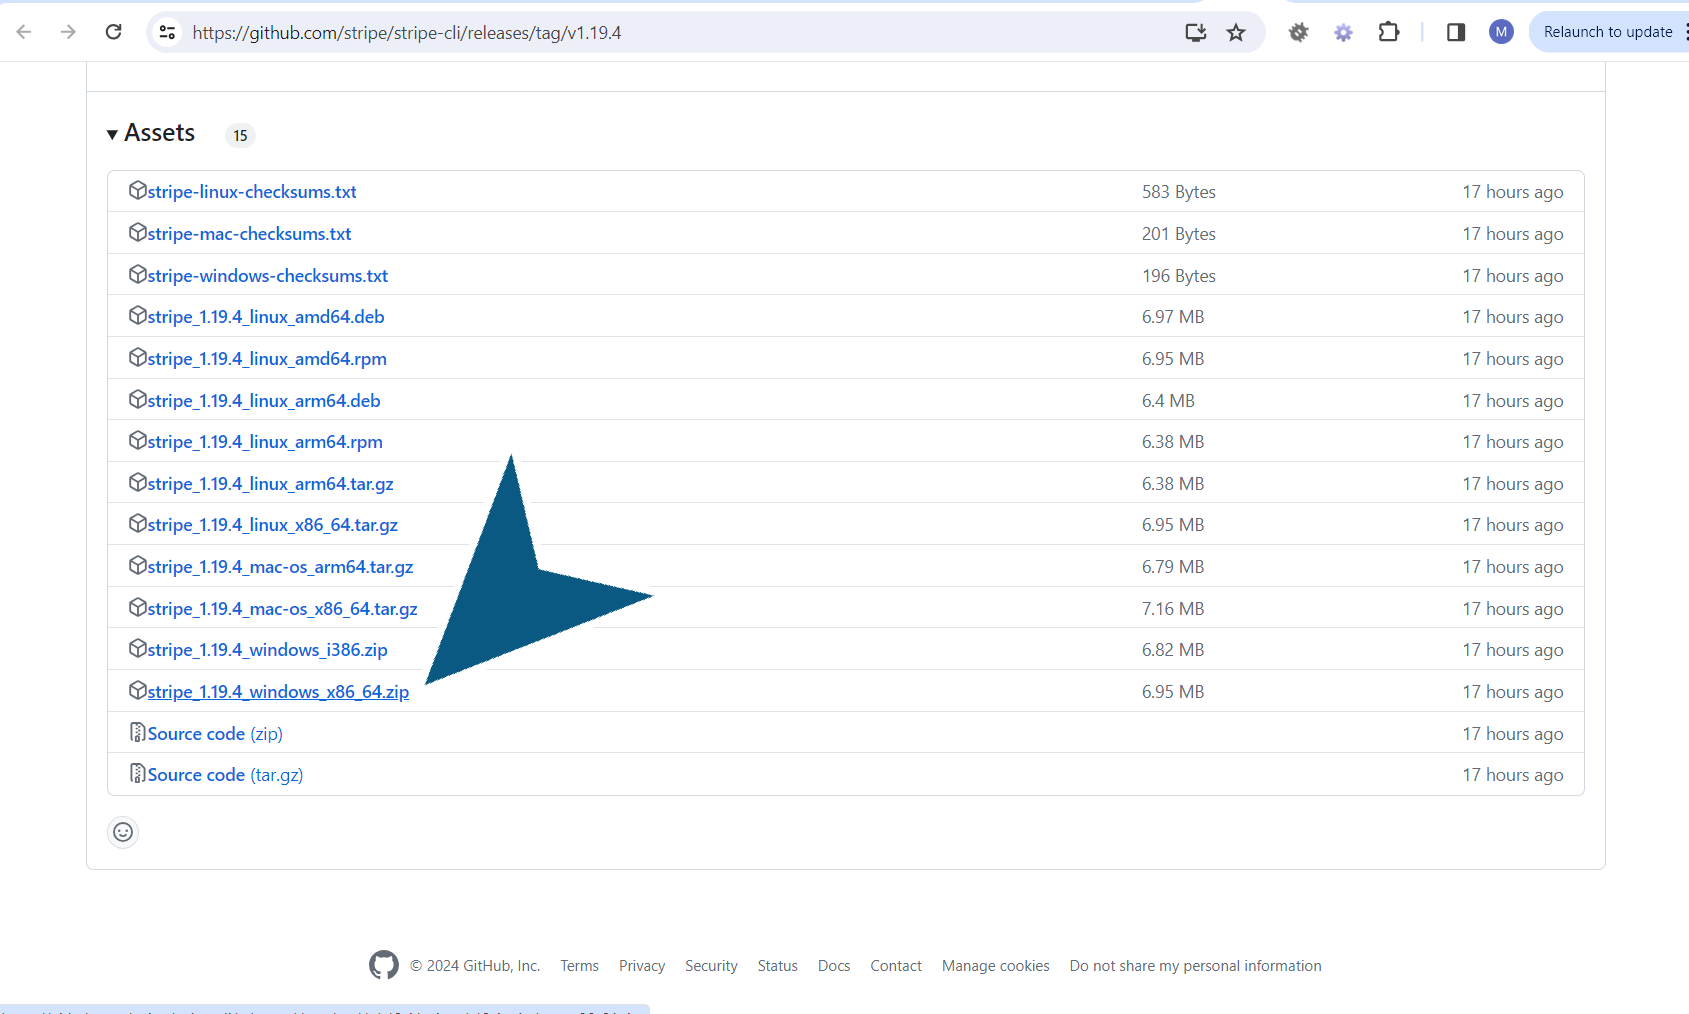 https://github.com/stripe/stripe-cli/releases/tag/v1.19.4
M
Relaunch to update
Assets 15
stripe-linux-checksums.txt 583 Bytes 17 hours ago
stripe-mac-checksums.txt 201 Bytes 17 hours ago
stripe-windows-checksums.txt 196 Bytes 17 hours ago
stripe_1.19.4_linux_amd64.deb 6.97 MB 17 hours ago
stripe_1.19.4_linux_amd64.rpm 6.95 MB 17 hours ago
stripe_1.19.4_linux_arm64.deb 6.4 MB 17 hours ago
stripe_1.19.4_linux_arm64.rpm 6.38 MB 17 hours ago
stripe_1.19.4_linux_arm64.tar.gz 6.38 MB 17 hours ago
stripe_1.19.4_linux_x86_64.tar.gz 6.95 MB 17 hours ago
stripe_1.19.4_mac-os_arm64.tar.gz 6.79 MB 17 hours ago
stripe_1.19.4_mac-os_x86_64.tar.gz 7.16 MB 17 hours ago
stripe_1.19.4_windows_i386.zip 6.82 MB 17 hours ago
stripe_1.19.4_windows_x86_64.zip 6.95 MB 17 hours ago
Source code (zip) 17 hours ago
Source code (tar.gz) 17 hours ago
© 2024 GitHub, Inc. Terms Privacy Security Status Docs Contact Manage cookies Do not share my personal information